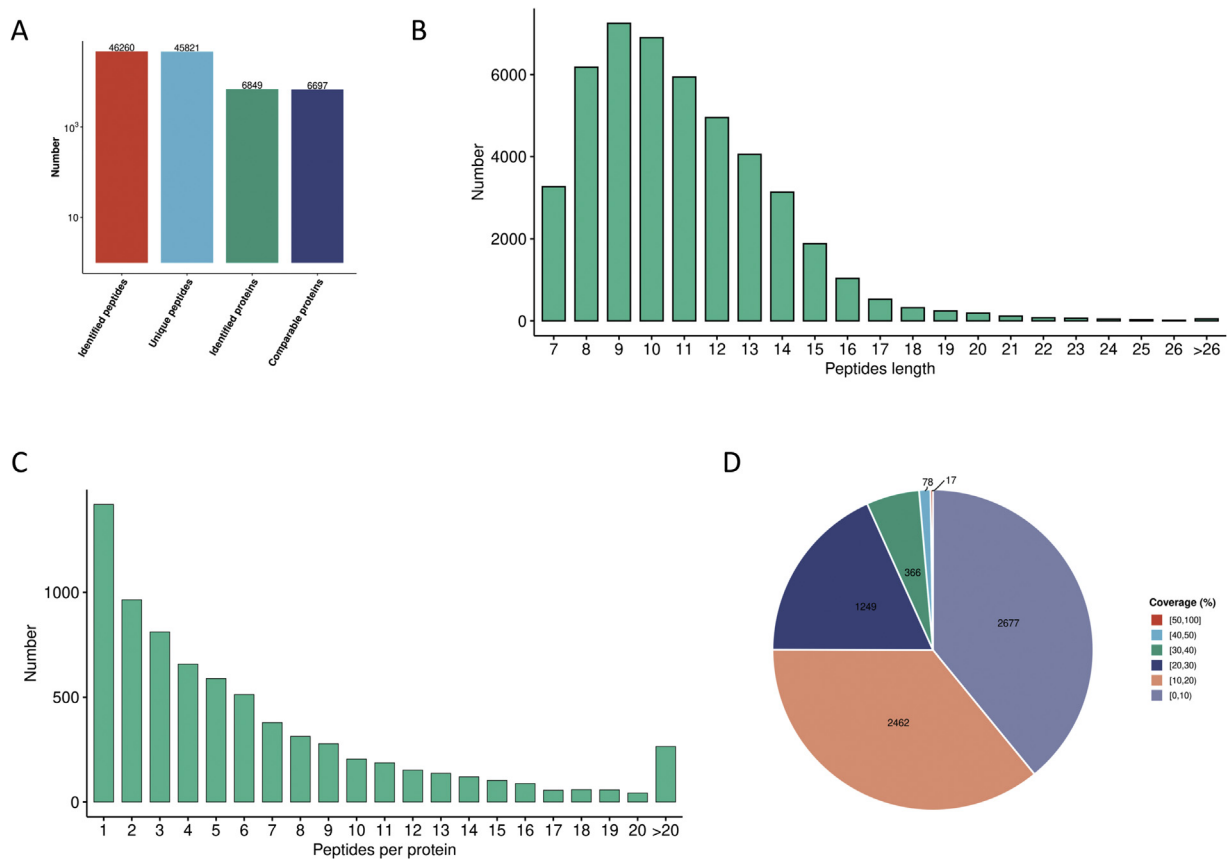 A
46260
45821
6849
6697
Number
10³
10
Identified peptides
Unique peptides
Identified proteins
Comparable proteins
B
Number
6000
4000
2000
0
7 8 9 10 11 12 13 14 15 16 17 18 19 20 21 22 23 24 25 26 >26
Peptides length
C
Number
1000
500
0
1 2 3 4 5 6 7 8 9 10 11 12 13 14 15 16 17 18 19 20 >20
Peptides per protein
D
78
17
366
1249
2677
2462
Coverage (%)
[50,100]
[40,50)
[30,40)
[20,30)
[10,20)
[0,10)